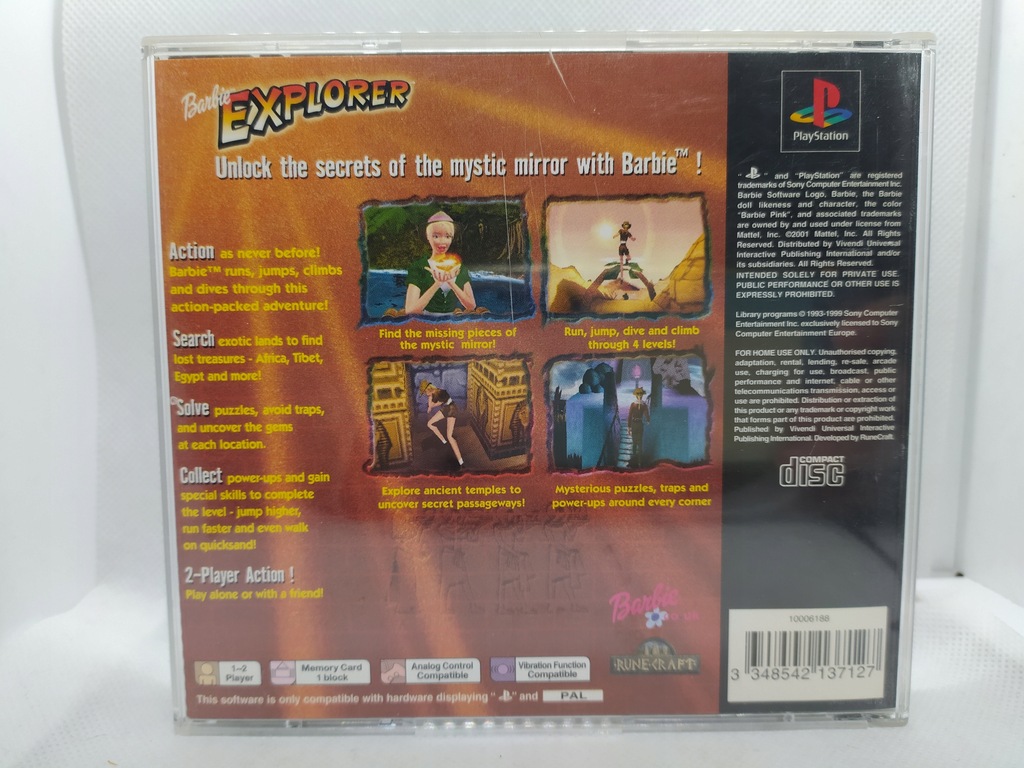 Barbie
EXPLORER
Unlock the secrets of the mystic mirror with Barbie™ !
Action as never before!
Barbie™ runs, jumps, climbs
and dives through this
action-packed adventure!
Search exotic lands to find
lost treasures - Africa, Tibet,
Egypt and more!
Solve puzzles, avoid traps,
and uncover the gems
at each location.
Collect power-ups and gain
special skills to complete
the level - jump higher,
run faster and even walk
on quicksand!
2-Player Action !
Play alone or with a friend!
Find the missing pieces of
the mystic mirror!
Run, jump, dive and climb
through 4 levels!
Explore ancient temples to
uncover secret passageways!
Mysterious puzzles, traps and
power-ups around every corner
Barbie
RUNECRAFT
1-2
Player
Memory Card
1 block
Analog Control
Compatible
Vibration Function
Compatible
This software is only compatible with hardware displaying " " and PAL
PlayStation
" " and "PlayStation" are registered
trademarks of Sony Computer Entertainment Inc.
Barbie Software Logo, Barbie, the Barbie
doll likeness and character, the color
"Barbie Pink", and associated trademarks
are owned by and used under license from
Mattel, Inc. ©2001 Mattel, Inc. All Rights
Reserved. Distributed by Vivendi Universal
Interactive Publishing International and/or
its subsidiaries. All Rights Reserved.
INTENDED SOLELY FOR PRIVATE USE.
PUBLIC PERFORMANCE OR OTHER USE IS
EXPRESSLY PROHIBITED.
Library programs © 1993-1999 Sony Computer
Entertainment Inc. exclusively licensed to Sony
Computer Entertainment Europe.
FOR HOME USE ONLY. Unauthorised copying,
adaptation, rental, lending, re-sale, arcade
use, charging for use, broadcast, public
performance and internet, cable or other
telecommunications transmission, access or
use are prohibited. Distribution or extraction of
this product or any trademark or copyright work
that forms part of this product are prohibited.
Published by Vivendi Universal Interactive
Publishing International. Developed by RuneCraft.
COMPACT
disc
10006188
3 348542 137127